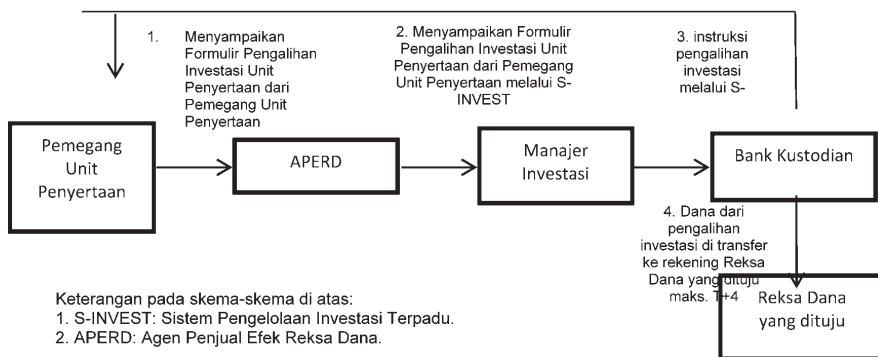 1. Menyampaikan
Formulir Pengalihan
Investasi Unit
Penyertaan dari
Pemegang Unit
Penyertaan
2. Menyampaikan Formulir
Pengalihan Investasi Unit
Penyertaan dari Pemegang
Unit Penyertaan melalui S-
INVEST
3. instruksi
pengalihan
investasi
melalui S-
Pemegang
Unit
Penyertaan
APERD
Manajer
Investasi
Bank Kustodian
4. Dana dari
pengalihan
investasi di transfer
ke rekening Reksa
Dana yang dituju
maks. T+4
Reksa Dana
yang dituju
Keterangan pada skema-skema di atas:
1. S-INVEST: Sistem Pengelolaan Investasi Terpadu.
2. APERD: Agen Penjual Efek Reksa Dana.